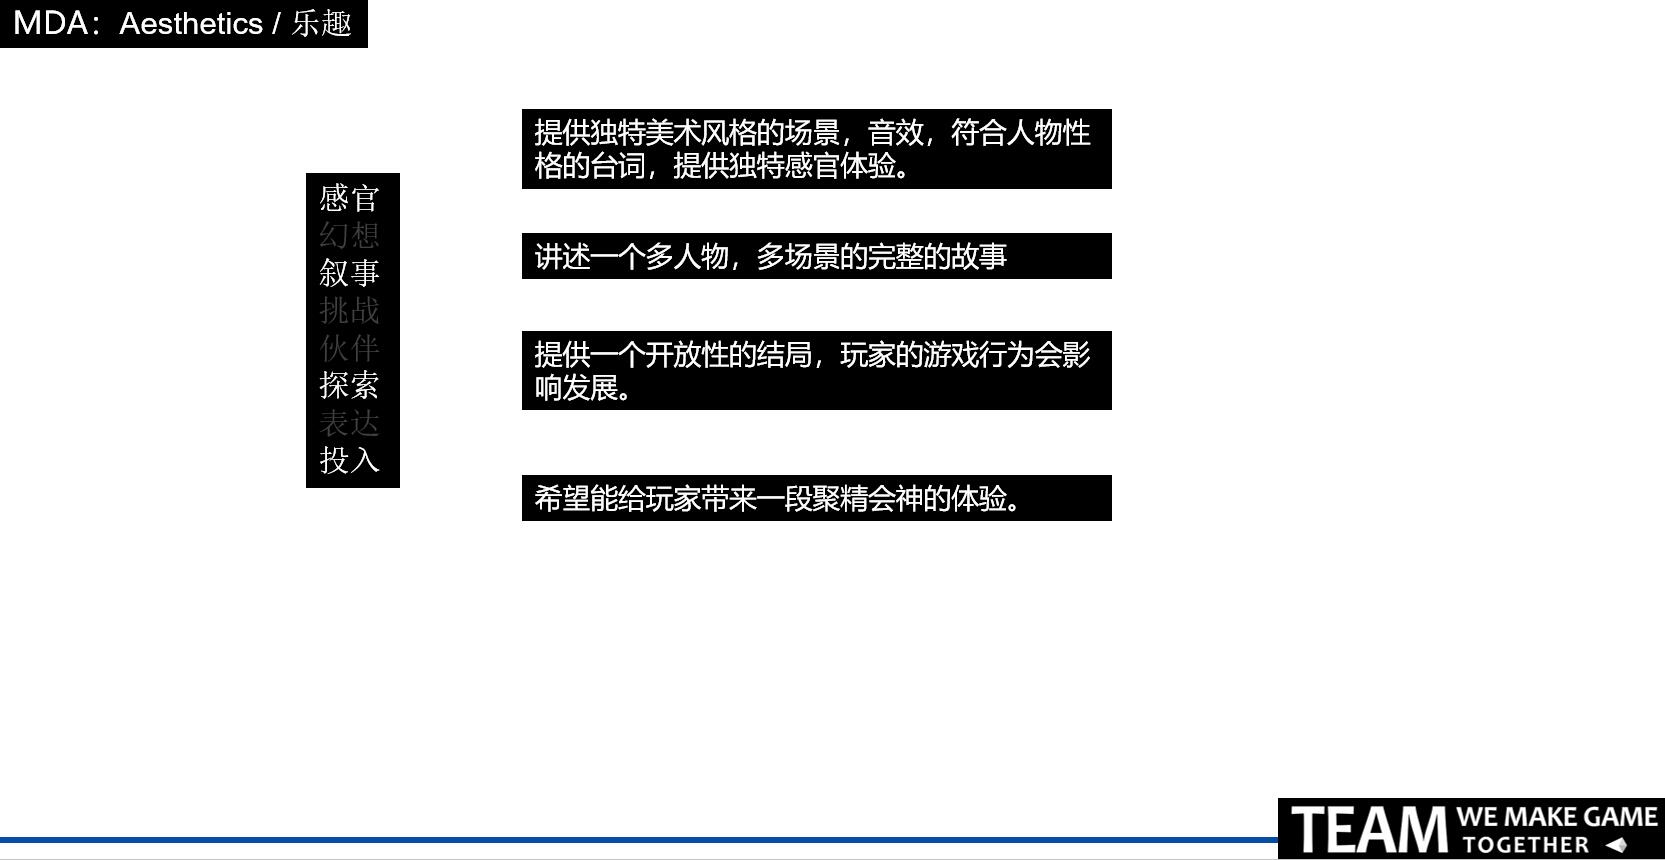 MDA：Aesthetics / 乐趣
感官
幻想
叙事
挑战
伙伴
探索
表达
投入
提供独特美术风格的场景，音效，符合人物性
格的台词，提供独特感官体验。
讲述一个多人物，多场景的完整的故事
提供一个开放性的结局，玩家的游戏行为会影
响发展。
希望能给玩家带来一段聚精会神的体验。
TEAM WE MAKE GAME
TOGETHER